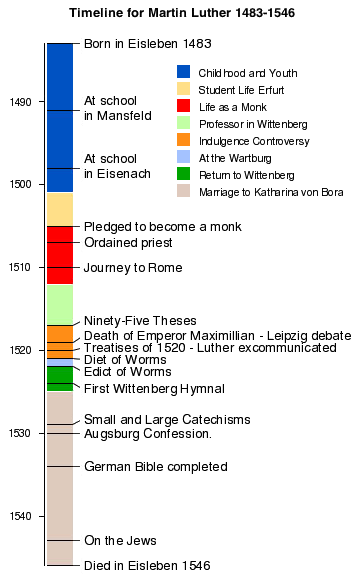 Timeline for Martin Luther 1483-1546
Born in Eisleben 1483
Childhood and Youth
Student Life Erfurt
Life as a Monk
Professor in Wittenberg
Indulgence Controversy
At the Wartburg
Return to Wittenberg
Marriage to Katharina von Bora
1490
At school
in Mansfeld
At school
in Eisenach
1500
Pledged to become a monk
Ordained priest
1510
Journey to Rome
Ninety-Five Theses
Death of Emperor Maximillian - Leipzig debate
1520
Treatises of 1520 - Luther excommunicated
Diet of Worms
Edict of Worms
First Wittenberg Hymnal
Small and Large Catechisms
1530
Augsburg Confession.
German Bible completed
1540
On the Jews
Died in Eisleben 1546